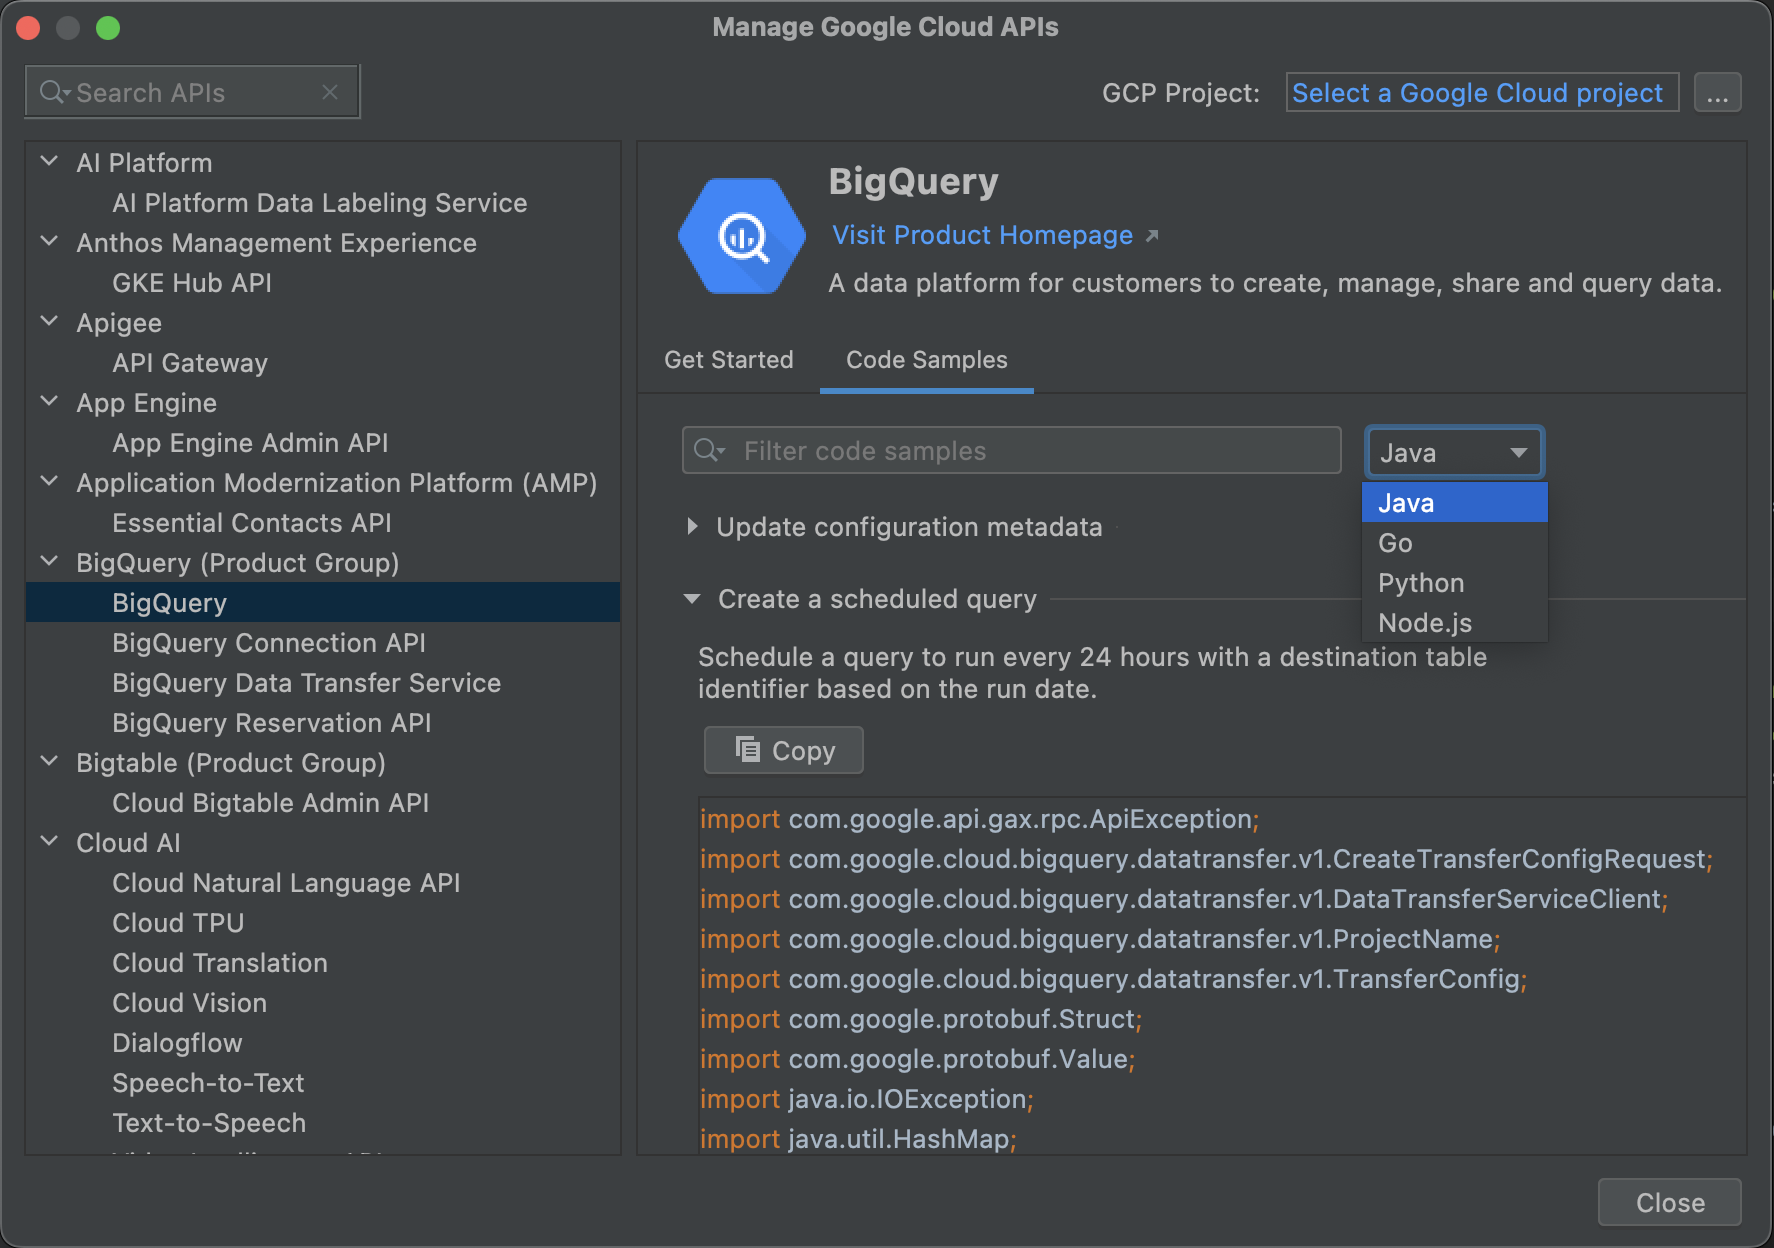 Manage Google Cloud APIs
Search APIs
GCP Project:
Select a Google Cloud project
...
AI Platform
AI Platform Data Labeling Service
Anthos Management Experience
GKE Hub API
Apigee
API Gateway
App Engine
App Engine Admin API
Application Modernization Platform (AMP)
Essential Contacts API
BigQuery (Product Group)
BigQuery
BigQuery Connection API
BigQuery Data Transfer Service
BigQuery Reservation API
Bigtable (Product Group)
Cloud Bigtable Admin API
Cloud AI
Cloud Natural Language API
Cloud TPU
Cloud Translation
Cloud Vision
Dialogflow
Speech-to-Text
Text-to-Speech
BigQuery
Visit Product Homepage
A data platform for customers to create, manage, share and query data.
Get Started
Code Samples
Filter code samples
Java
Java
Go
Python
Node.js
Update configuration metadata
Create a scheduled query
Schedule a query to run every 24 hours with a destination table
identifier based on the run date.
Copy
import com.google.api.gax.rpc.ApiException;
import com.google.cloud.bigquery.datatransfer.v1.CreateTransferConfigRequest;
import com.google.cloud.bigquery.datatransfer.v1.DataTransferServiceClient;
import com.google.cloud.bigquery.datatransfer.v1.ProjectName;
import com.google.cloud.bigquery.datatransfer.v1.TransferConfig;
import com.google.protobuf.Struct;
import com.google.protobuf.Value;
import java.io.IOException;
import java.util.HashMap;
Close